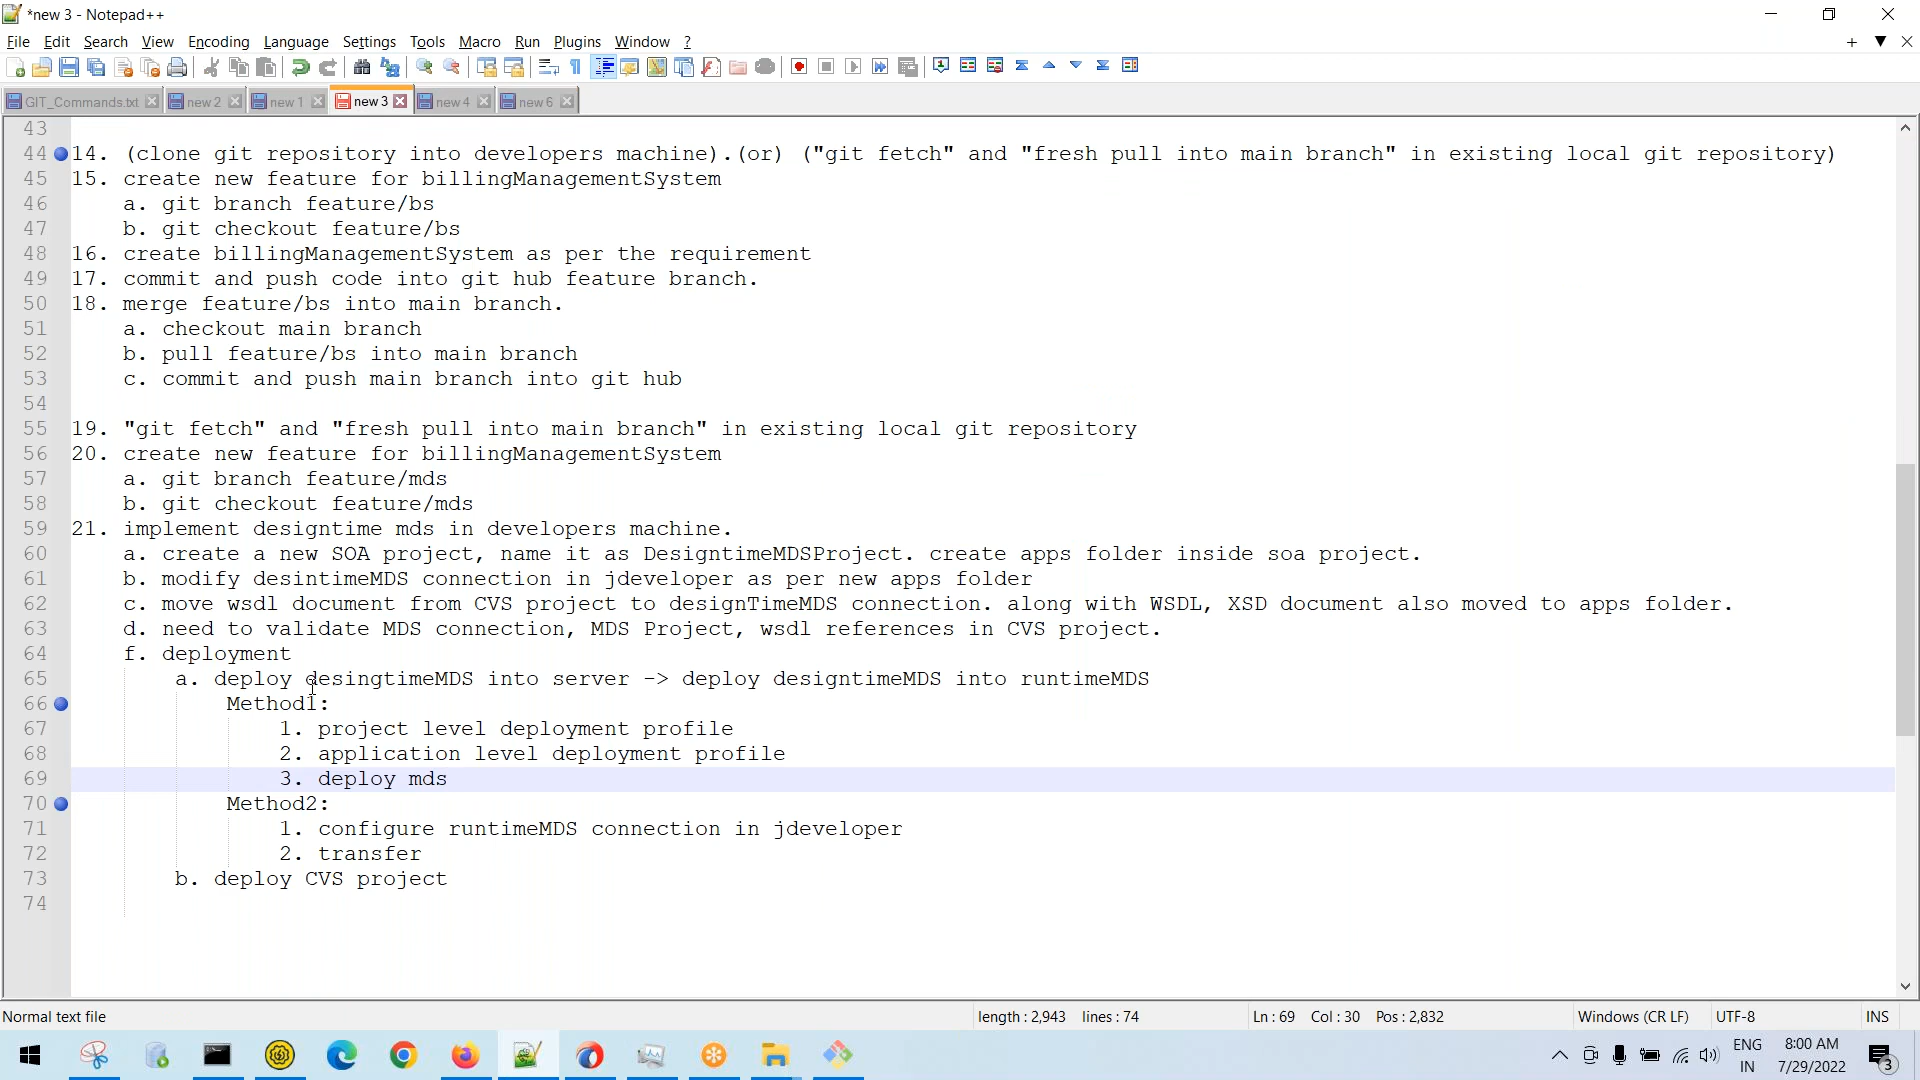 *new 3 - Notepad++
File Edit Search View Encoding Language Settings Tools Macro Run Plugins Window ?
GIT_Commands.txt new 2 new 1 new 3 new 4 new 6
43
44 14. (clone git repository into developers machine).(or) ("git fetch" and "fresh pull into main branch" in existing local git repository)
45 15. create new feature for billingManagementSystem
46 a. git branch feature/bs
47 b. git checkout feature/bs
48 16. create billingManagementSystem as per the requirement
49 17. commit and push code into git hub feature branch.
50 18. merge feature/bs into main branch.
51 a. checkout main branch
52 b. pull feature/bs into main branch
53 c. commit and push main branch into git hub
54
55 19. "git fetch" and "fresh pull into main branch" in existing local git repository
56 20. create new feature for billingManagementSystem
57 a. git branch feature/mds
58 b. git checkout feature/mds
59 21. implement designtime mds in developers machine.
60 a. create a new SOA project, name it as DesigntimeMDSProject. create apps folder inside soa project.
61 b. modify desintimeMDS connection in jdeveloper as per new apps folder
62 c. move wsdl document from CVS project to designTimeMDS connection. along with WSDL, XSD document also moved to apps folder.
63 d. need to validate MDS connection, MDS Project, wsdl references in CVS project.
64 f. deployment
65 a. deploy desingtimeMDS into server -> deploy designtimeMDS into runtimeMDS
66 Method1:
67 1. project level deployment profile
68 2. application level deployment profile
69 3. deploy mds
70 Method2:
71 1. configure runtimeMDS connection in jdeveloper
72 2. transfer
73 b. deploy CVS project
74
Normal text file length : 2,943 lines : 74 Ln : 69 Col : 30 Pos : 2,832 Windows (CR LF) UTF-8 INS
ENG 8:00 AM
IN 7/29/2022 3